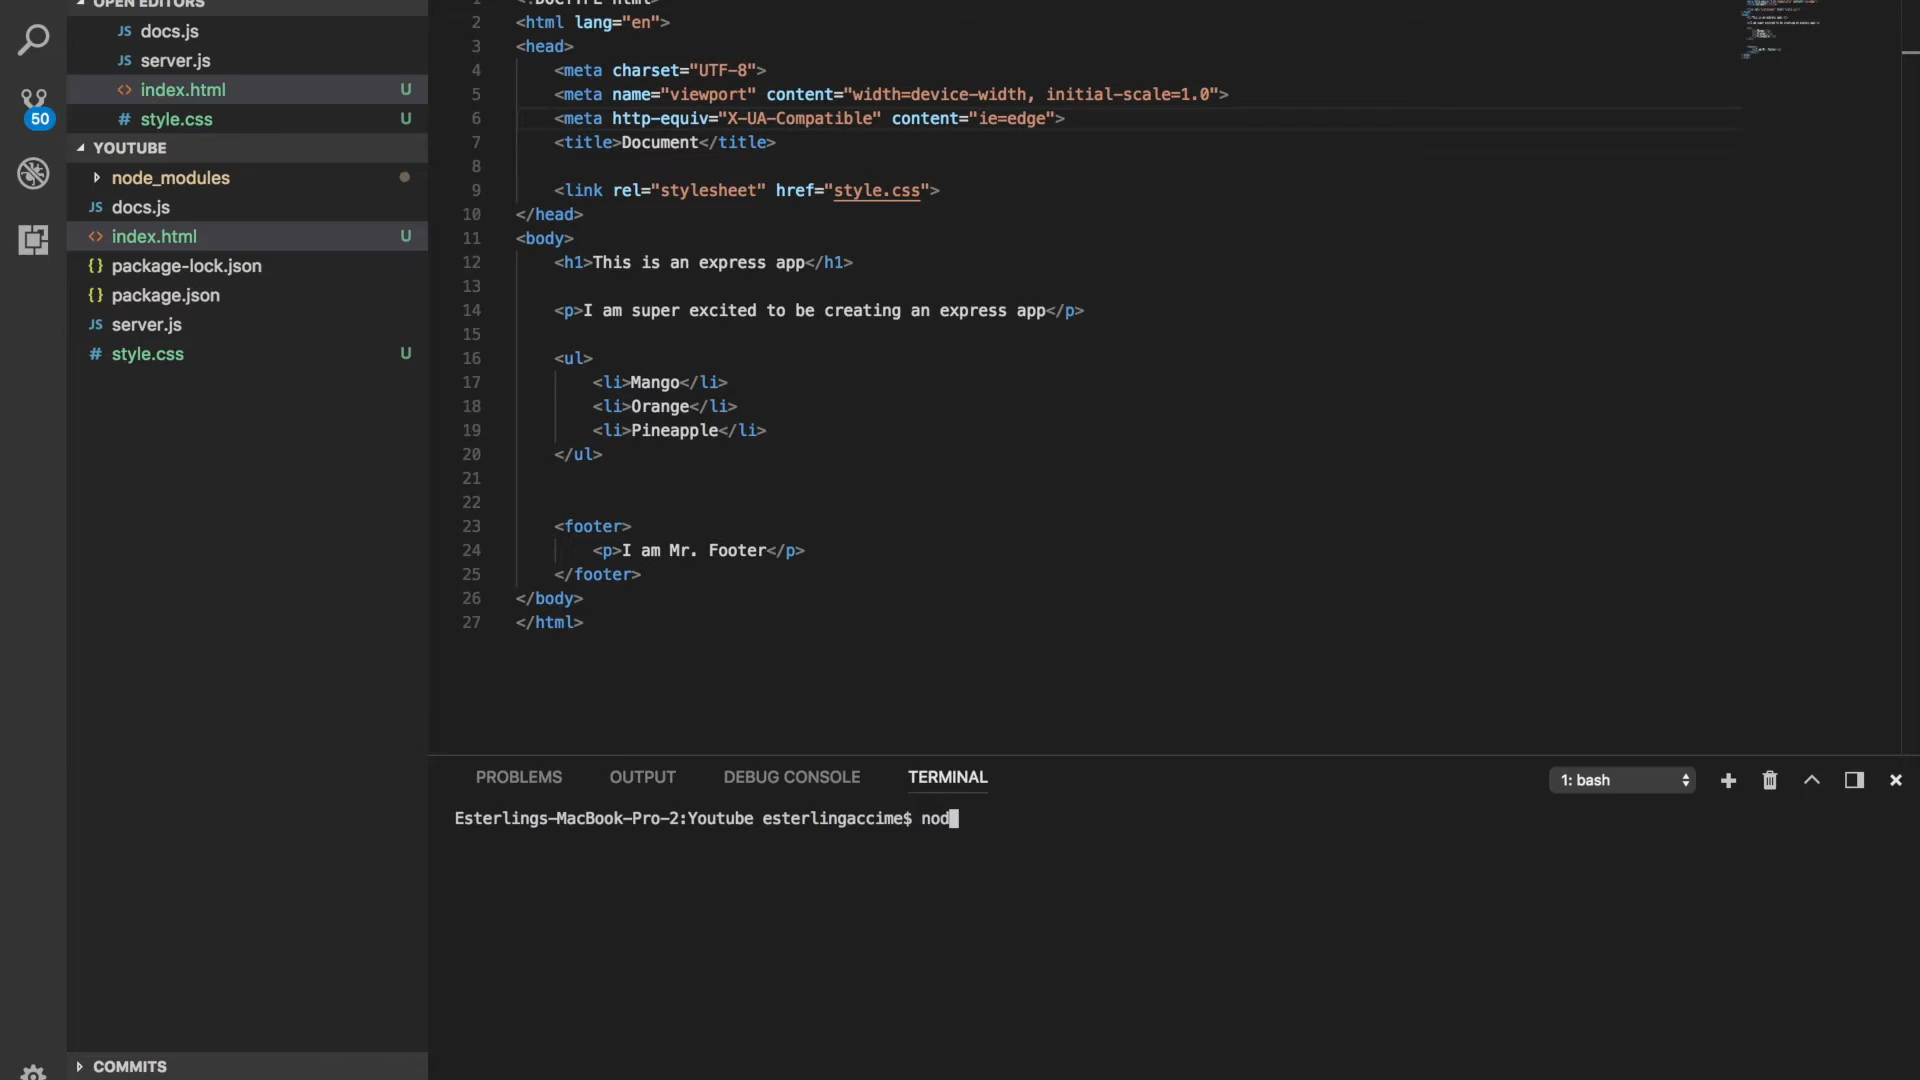 OPEN EDITORS
JS docs.js
JS server.js
<> index.html U
# style.css U
50
YOUTUBE
node_modules
JS docs.js
<> index.html U
{} package-lock.json
{} package.json
JS server.js
# style.css U
COMMITS
1 <!DOCTYPE html>
2 <html lang="en">
3 <head>
4 <meta charset="UTF-8">
5 <meta name="viewport" content="width=device-width, initial-scale=1.0">
6 <meta http-equiv="X-UA-Compatible" content="ie=edge">
7 <title>Document</title>
8
9 <link rel="stylesheet" href="style.css">
10 </head>
11 <body>
12 <h1>This is an express app</h1>
13
14 <p>I am super excited to be creating an express app</p>
15
16 <ul>
17 <li>Mango</li>
18 <li>Orange</li>
19 <li>Pineapple</li>
20 </ul>
21
22
23 <footer>
24 <p>I am Mr. Footer</p>
25 </footer>
26 </body>
27 </html>
PROBLEMS OUTPUT DEBUG CONSOLE TERMINAL 1: bash
Esterlings-MacBook-Pro-2:Youtube esterlingaccime$ nod